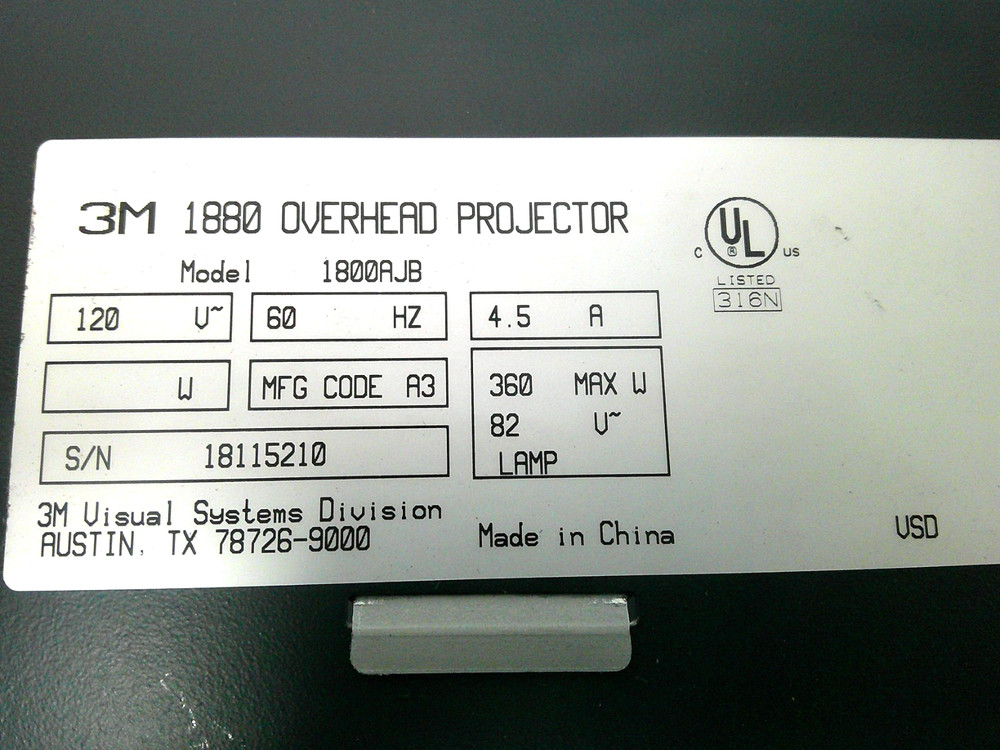 3M 1880 OVERHEAD PROJECTOR
Model 1800AJB
120 V~ 60 HZ 4.5 A
W MFG CODE A3 360 MAX W
82 V~
LAMP
S/N 18115210
3M Visual Systems Division
AUSTIN, TX 78726-9000
Made in China
USD
C UL ® US
LISTED
316N